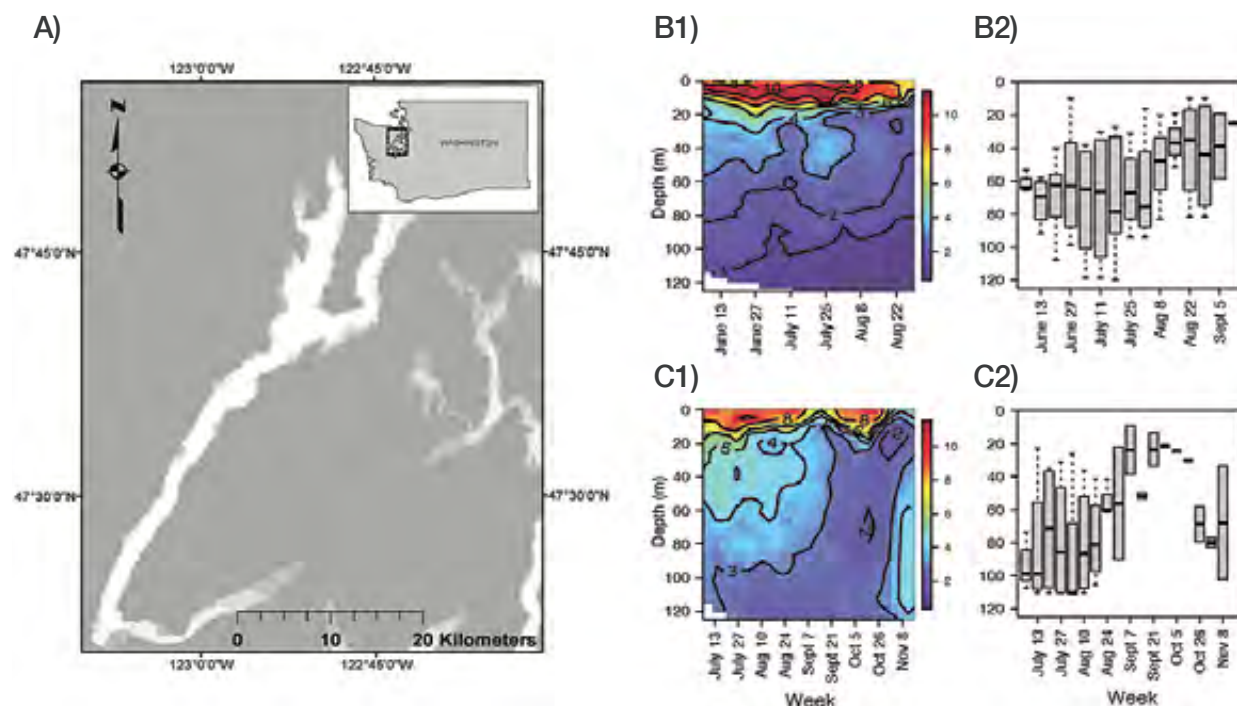 A)
123°0'0"W
122°45'0"W
N
WASHINGTON
47°45'0"N
47°45'0"N
47°30'0"N
47°30'0"N
0 10 20 Kilometers
123°0'0"W
122°45'0"W
B1)
Depth (m)
0
20
40
60
80
100
120
10
2
10
8
6
4
2
June 13
June 27
July 11
July 25
Aug 8
Aug 22
B2)
0
20
40
60
80
100
120
June 13
June 27
July 11
July 25
Aug 8
Aug 22
Sept 5
C1)
Depth (m)
0
20
40
60
80
100
120
8
8
5
4
3
2
10
8
6
4
2
July 13
July 27
Aug 10
Aug 24
Sept 7
Sept 21
Oct 5
Oct 26
Nov 8
Week
C2)
0
20
40
60
80
100
120
July 13
July 27
Aug 10
Aug 24
Sept 7
Sept 21
Oct 5
Oct 26
Nov 8
Week